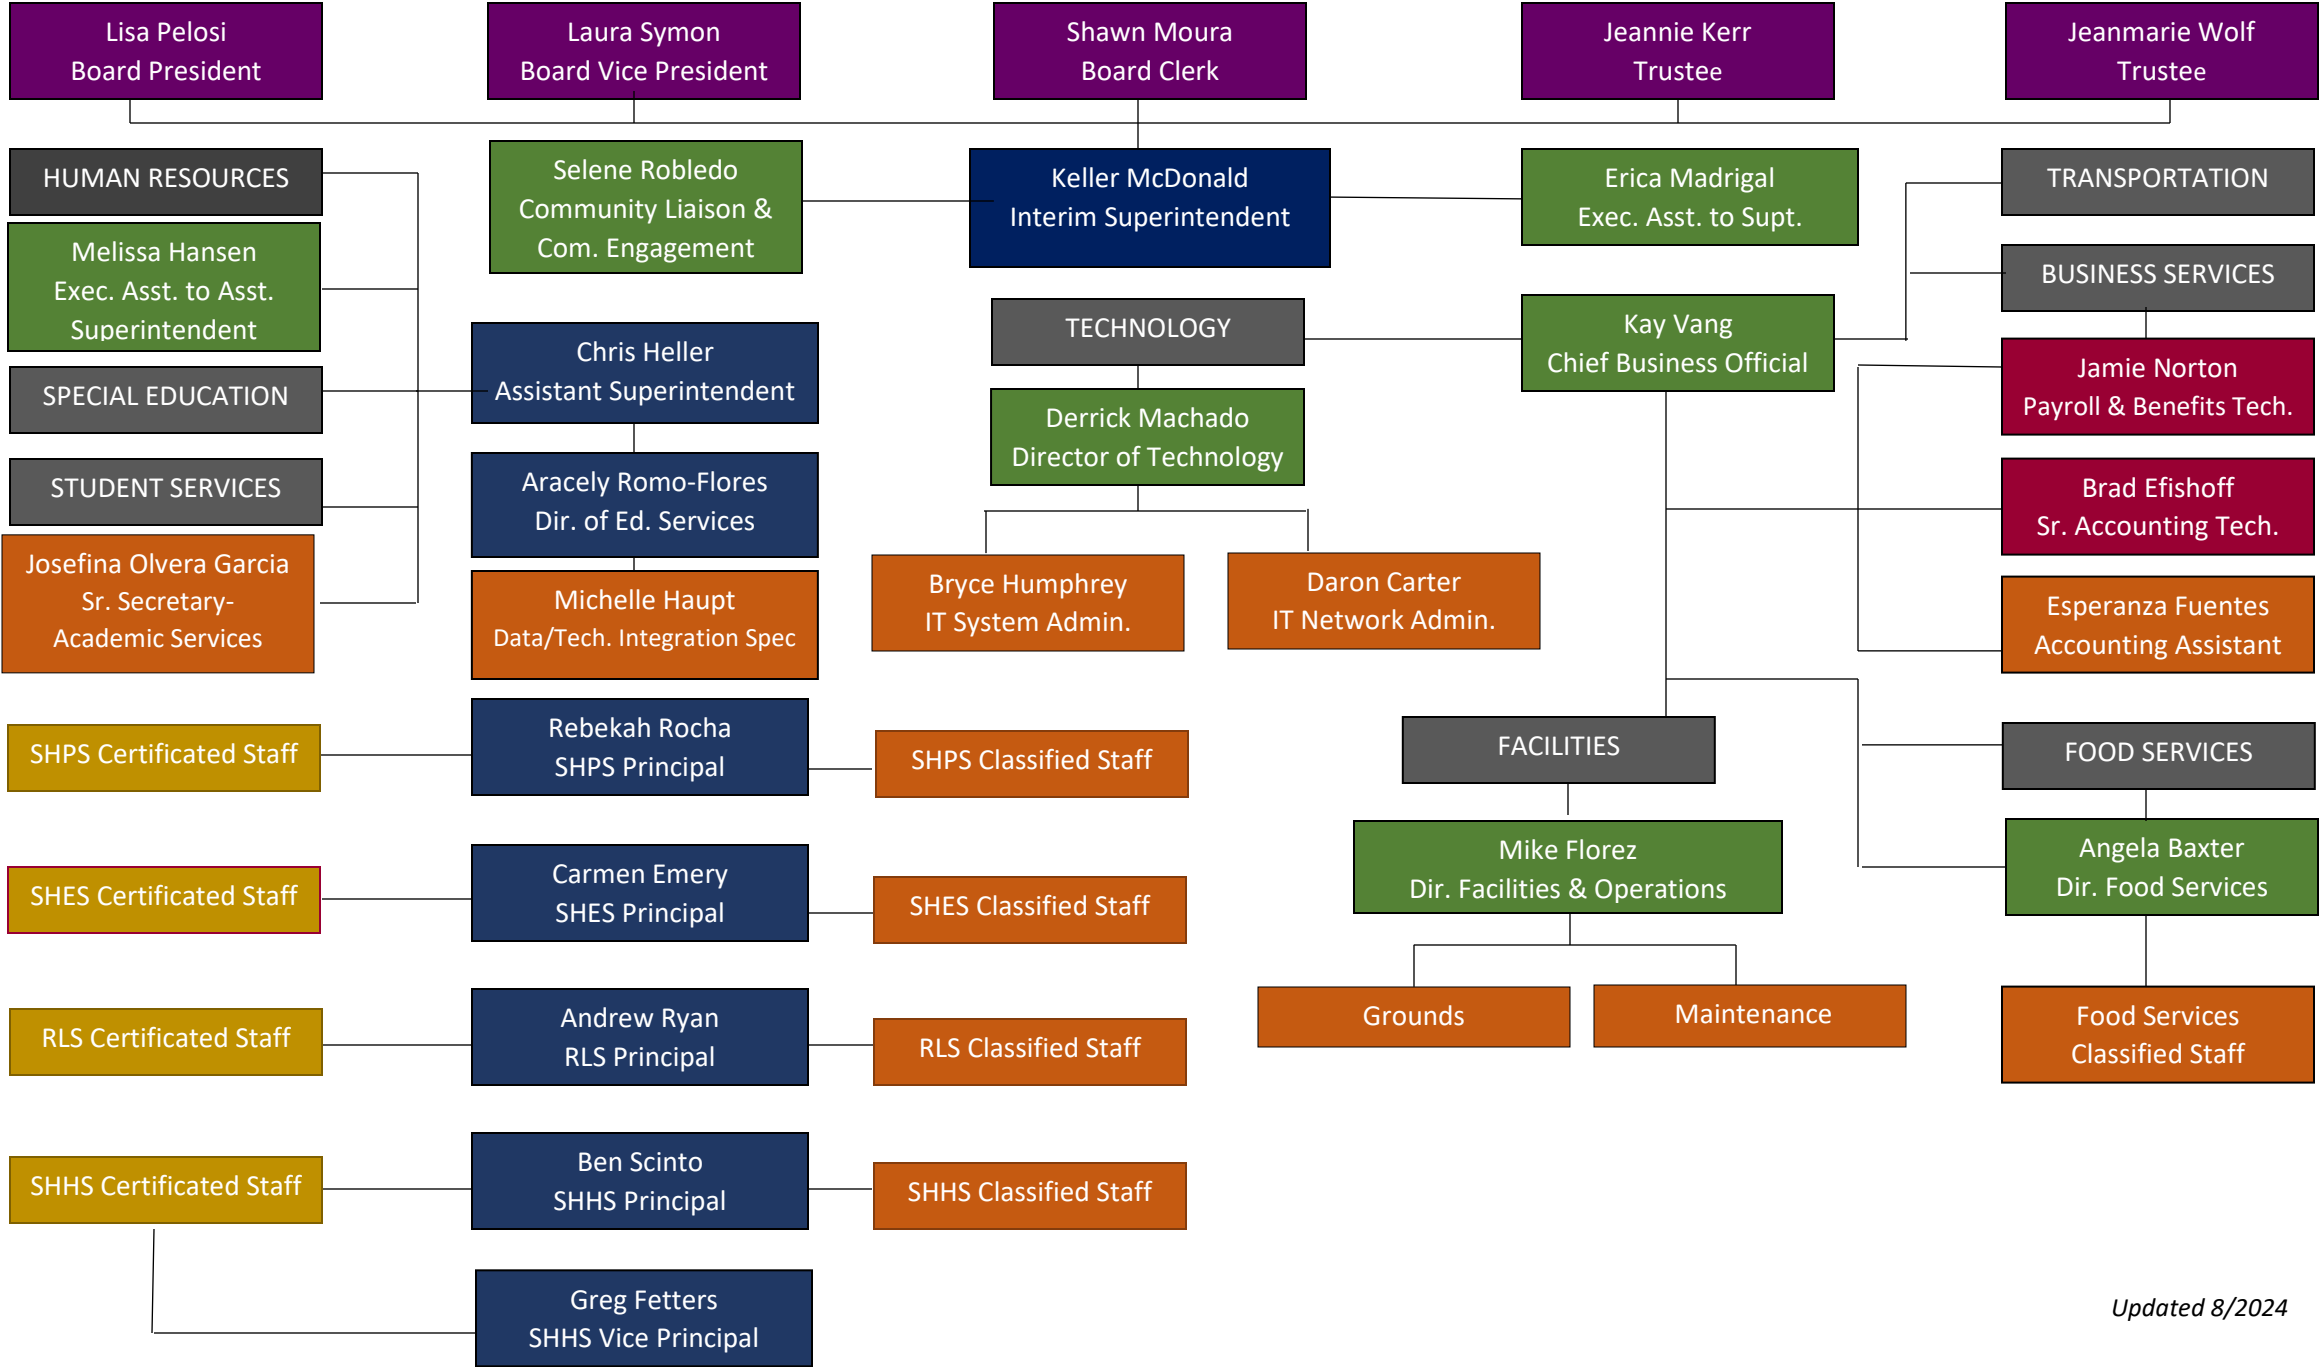 Lisa Pelosi
Board President
Laura Symon
Board Vice President
Shawn Moura
Board Clerk
Jeannie Kerr
Trustee
Jeanmarie Wolf
Trustee
HUMAN RESOURCES
Selene Robledo
Community Liaison &
Com. Engagement
Keller McDonald
Interim Superintendent
Erica Madrigal
Exec. Asst. to Supt.
TRANSPORTATION
Melissa Hansen
Exec. Asst. to Asst.
Superintendent
BUSINESS SERVICES
TECHNOLOGY
Kay Vang
Chief Business Official
Chris Heller
Assistant Superintendent
Jamie Norton
Payroll & Benefits Tech.
SPECIAL EDUCATION
Derrick Machado
Director of Technology
STUDENT SERVICES
Aracely Romo-Flores
Dir. of Ed. Services
Brad Efishoff
Sr. Accounting Tech.
Josefina Olvera Garcia
Sr. Secretary-
Academic Services
Michelle Haupt
Data/Tech. Integration Spec
Bryce Humphrey
IT System Admin.
Daron Carter
IT Network Admin.
Esperanza Fuentes
Accounting Assistant
SHPS Certificated Staff
Rebekah Rocha
SHPS Principal
SHPS Classified Staff
FACILITIES
FOOD SERVICES
SHES Certificated Staff
Carmen Emery
SHES Principal
SHES Classified Staff
Mike Florez
Dir. Facilities & Operations
Angela Baxter
Dir. Food Services
RLS Certificated Staff
Andrew Ryan
RLS Principal
RLS Classified Staff
Grounds
Maintenance
Food Services
Classified Staff
SHHS Certificated Staff
Ben Scinto
SHHS Principal
SHHS Classified Staff
Greg Fetters
SHHS Vice Principal
Updated 8/2024